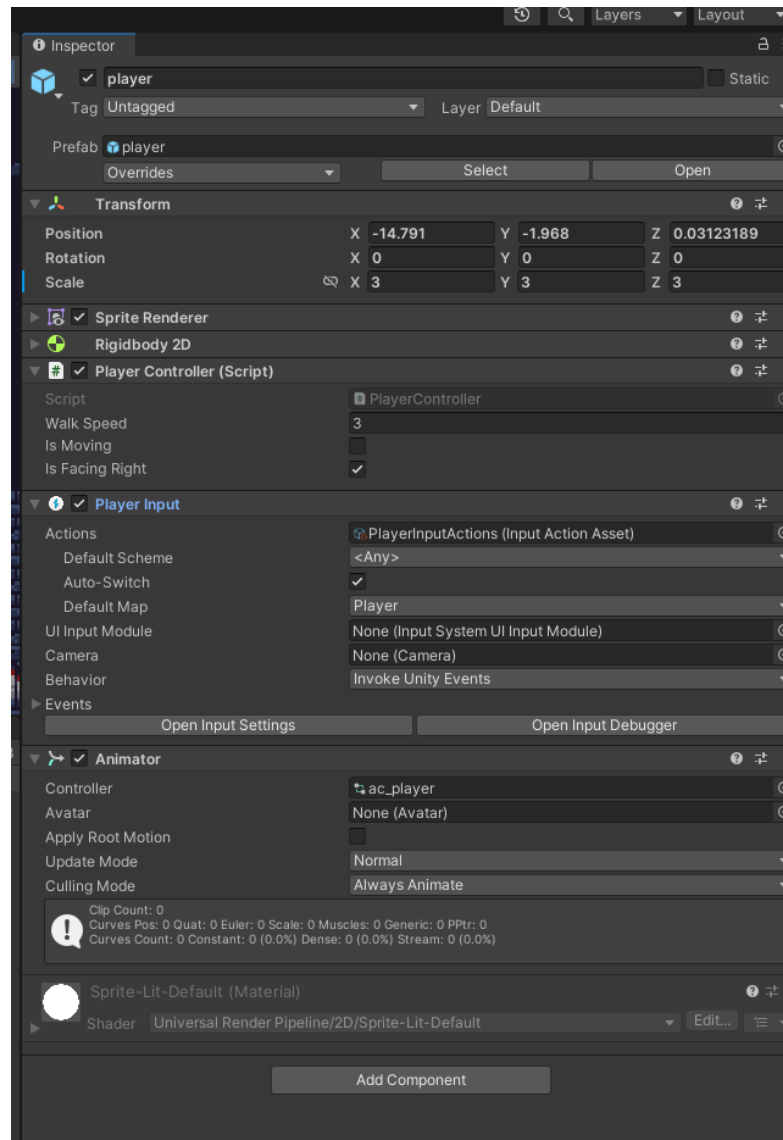 Layers Layout
Inspector
player Static
Tag Untagged Layer Default
Prefab player
Overrides Select Open
Transform
Position X -14.791 Y -1.968 Z 0.03123189
Rotation X 0 Y 0 Z 0
Scale X 3 Y 3 Z 3
Sprite Renderer
Rigidbody 2D
# Player Controller (Script)
Script PlayerController
Walk Speed 3
Is Moving
Is Facing Right
Player Input
Actions PlayerInputActions (Input Action Asset)
Default Scheme <Any>
Auto-Switch
Default Map Player
UI Input Module None (Input System UI Input Module)
Camera None (Camera)
Behavior Invoke Unity Events
Events
Open Input Settings Open Input Debugger
Animator
Controller ac_player
Avatar None (Avatar)
Apply Root Motion
Update Mode Normal
Culling Mode Always Animate
Clip Count: 0
Curves Pos: 0 Quat: 0 Euler: 0 Scale: 0 Muscles: 0 Generic: 0 PPtr: 0
Curves Count: 0 Constant: 0 (0.0%) Dense: 0 (0.0%) Stream: 0 (0.0%)
Sprite-Lit-Default (Material)
Shader Universal Render Pipeline/2D/Sprite-Lit-Default Edit...
Add Component